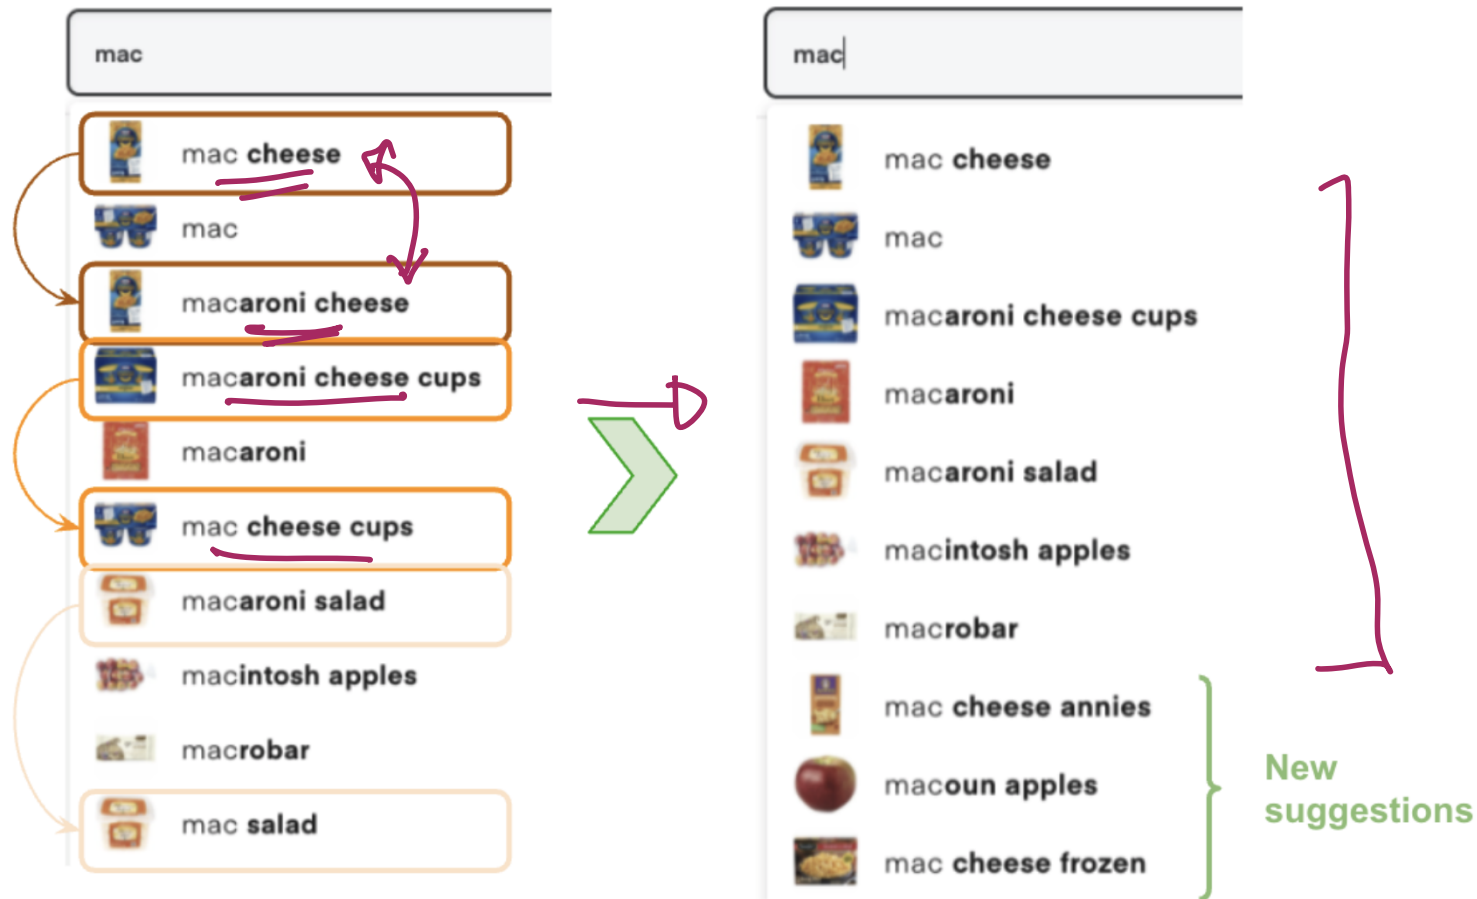 mac
mac cheese
mac
macaroni cheese
macaroni cheese cups
macaroni
mac cheese cups
macaroni salad
macintosh apples
macrobar
mac salad
mac
mac cheese
mac
macaroni cheese cups
macaroni
macaroni salad
macintosh apples
macrobar
mac cheese annies
macoun apples
mac cheese frozen
New
suggestions